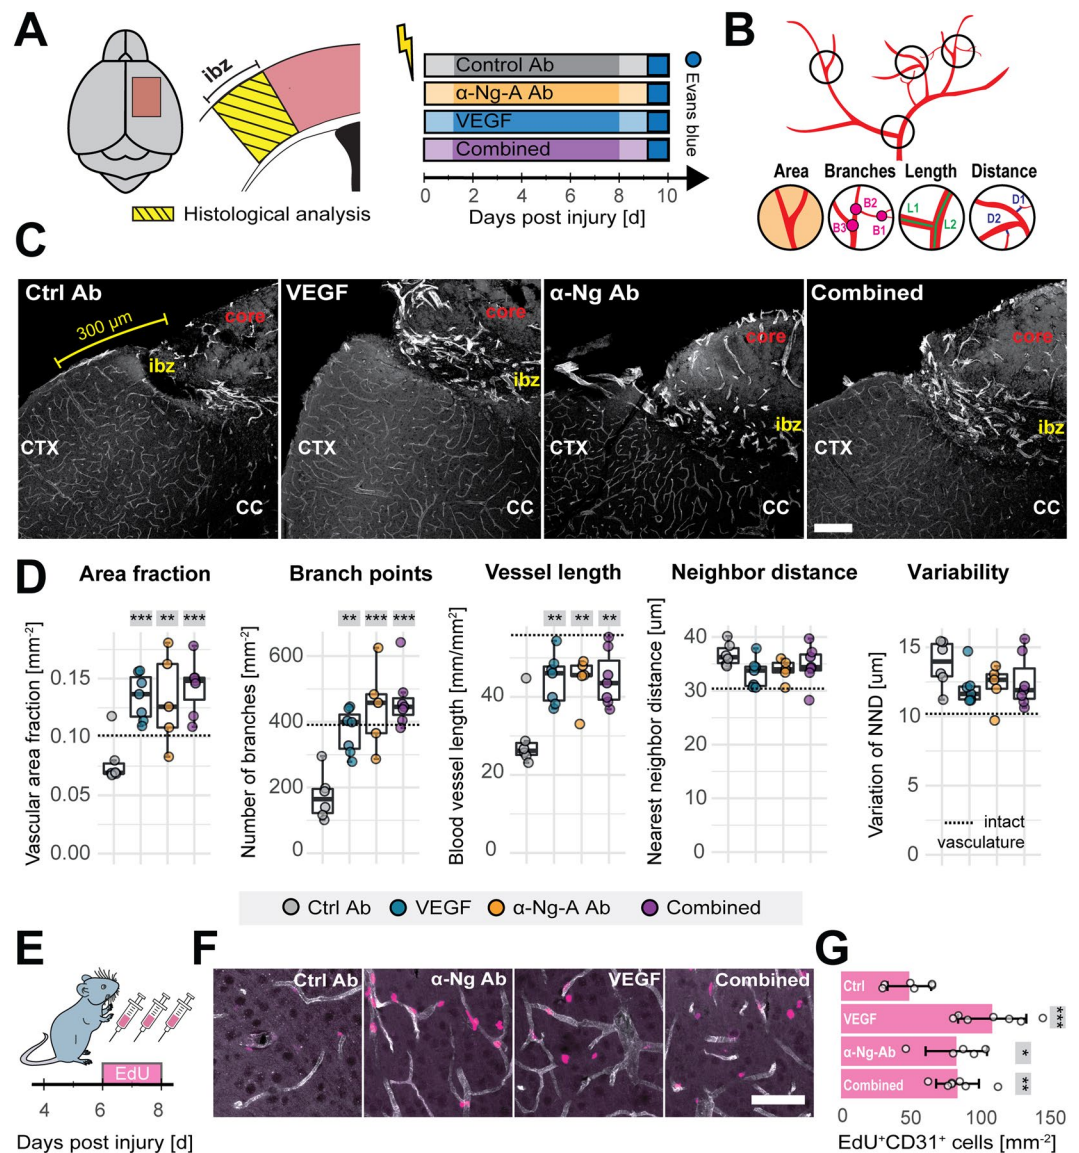 A
ibz
Histological analysis
Control Ab
α-Ng-A Ab
VEGF
Combined
Evans blue
0 2 4 6 8 10
Days post injury [d]
B
Area Branches Length Distance
B2
B3 B1
L1
L2
D1
D2
C
Ctrl Ab
300 µm
core
ibz
CTX
CC
VEGF
core
ibz
CTX
CC
α-Ng Ab
core
ibz
CTX
CC
Combined
core
ibz
CTX
CC
D
Area fraction
Vascular area fraction [mm-2]
*** ** ***
0.15
0.10
0.05
0.00
Branch points
Number of branches [mm-2]
** *** ***
600
400
200
0
Vessel length
Blood vessel length [mm/mm2]
** ** **
40
20
0
Neighbor distance
Nearest neighbor distance [um]
40
30
20
10
0
Variability
Variation of NND [um]
15
10
5
0
intact
vasculature
Ctrl Ab VEGF α-Ng-A Ab Combined
E
EdU
4 6 8
Days post injury [d]
F
Ctrl Ab
α-Ng Ab
VEGF
Combined
G
Ctrl
VEGF
***
α-Ng-Ab
*
Combined
**
0 50 100 150
EdU+CD31+ cells [mm-2]